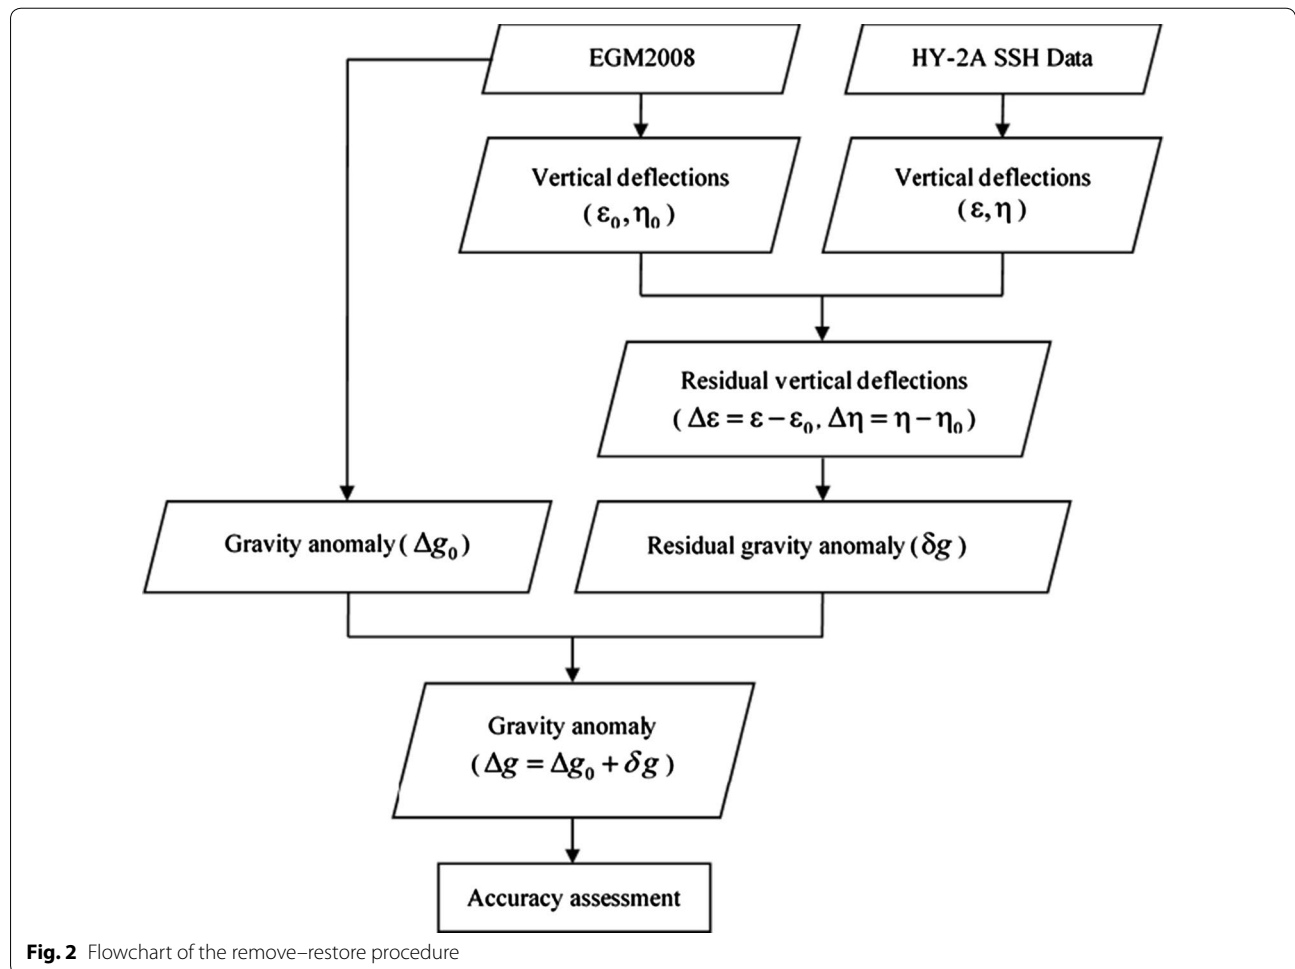 EGM2008
HY-2A SSH Data
Vertical deflections
(ε₀,η₀)
Vertical deflections
(ε,η)
Residual vertical deflections
(Δε=ε−ε₀, Δη=η−η₀)
Gravity anomaly(Δg₀)
Residual gravity anomaly(δg)
Gravity anomaly
(Δg=Δg₀+δg)
Accuracy assessment
Fig. 2 Flowchart of the remove–restore procedure